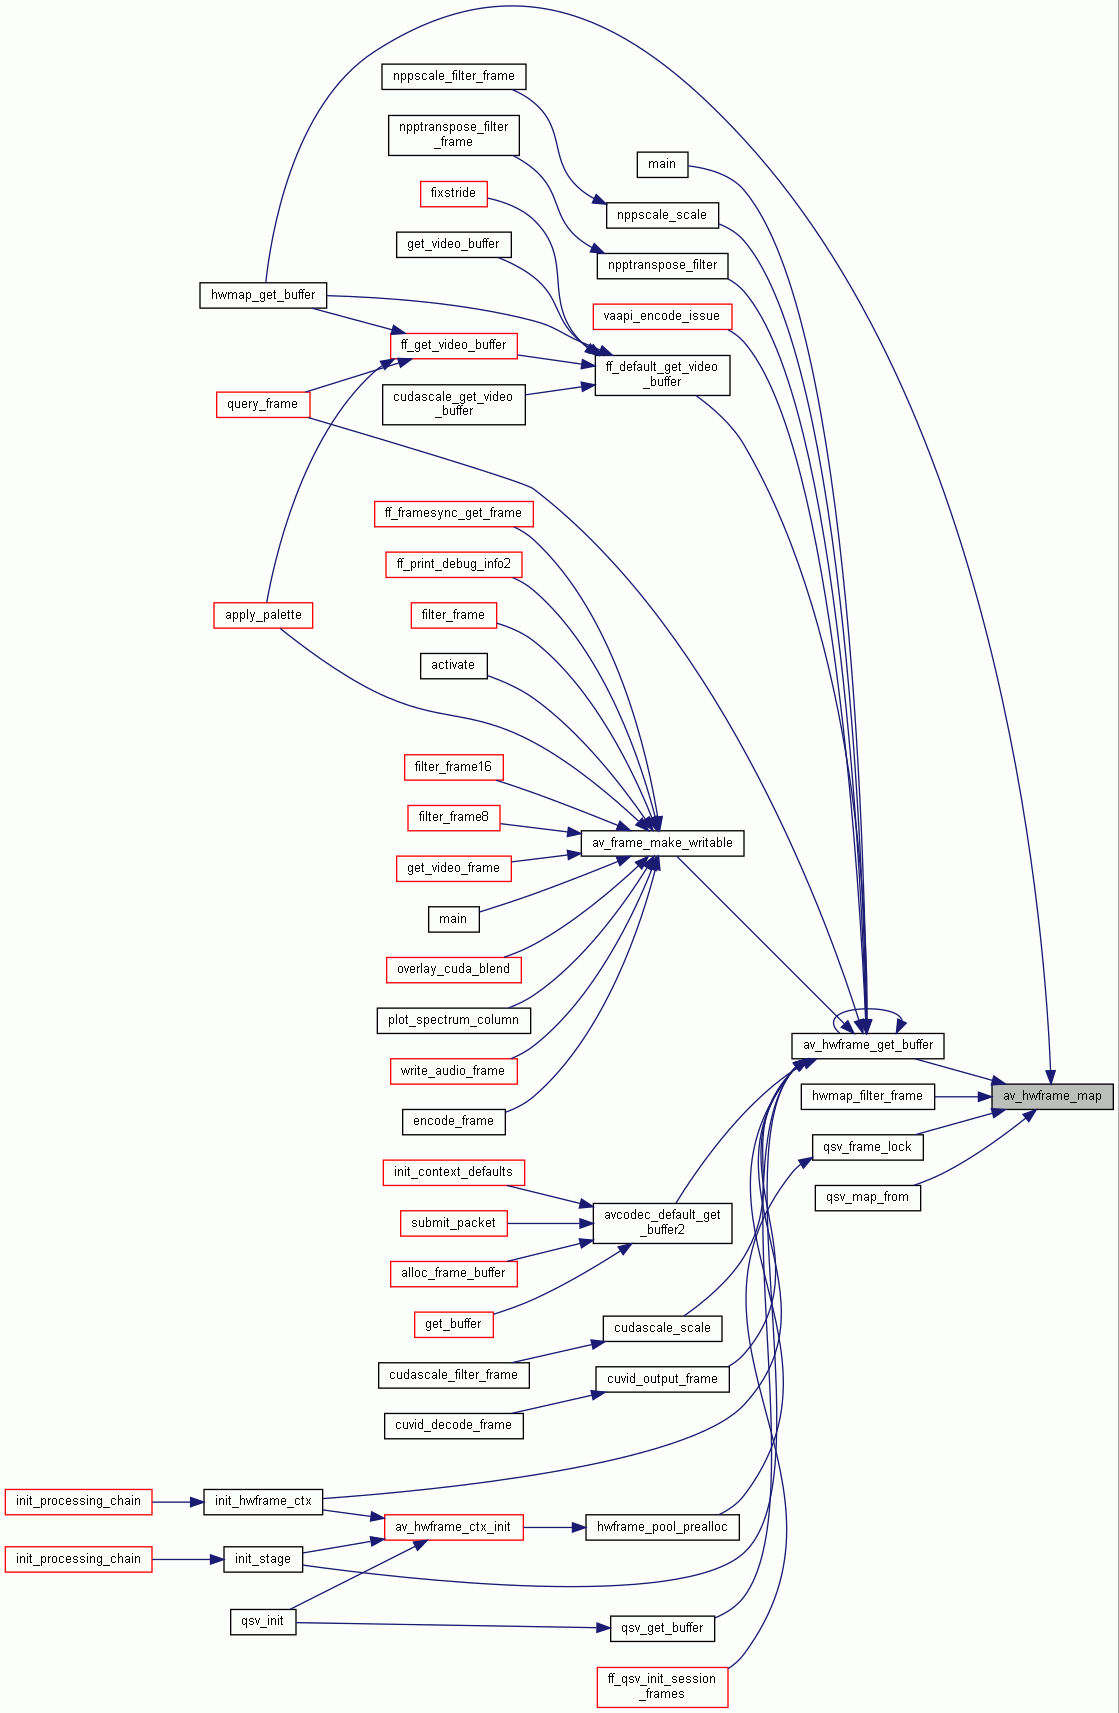 nppscale_filter_frame
npptranspose_filter
_frame
main
fixstride
nppscale_scale
get_video_buffer
npptranspose_filter
hwmap_get_buffer
vaapi_encode_issue
ff_get_video_buffer
ff_default_get_video
_buffer
query_frame
cudascale_get_video
_buffer
ff_framesync_get_frame
ff_print_debug_info2
apply_palette
filter_frame
activate
filter_frame16
filter_frame8
av_frame_make_writable
get_video_frame
main
overlay_cuda_blend
plot_spectrum_column
av_hwframe_get_buffer
write_audio_frame
hwmap_filter_frame
av_hwframe_map
encode_frame
qsv_frame_lock
init_context_defaults
qsv_map_from
submit_packet
avcodec_default_get
_buffer2
alloc_frame_buffer
get_buffer
cudascale_scale
cudascale_filter_frame
cuvid_output_frame
cuvid_decode_frame
init_processing_chain
init_hwframe_ctx
av_hwframe_ctx_init
hwframe_pool_prealloc
init_processing_chain
init_stage
qsv_init
qsv_get_buffer
ff_qsv_init_session
_frames